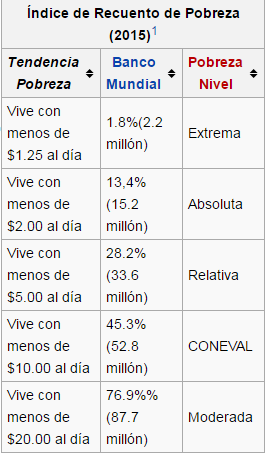 Índice de Recuento de Pobreza
(2015)1
Tendencia Banco Pobreza
Pobreza Mundial Nivel
Vive con
menos de
$1.25 al día
1.8%(2.2
millón)
Extrema
Vive con
menos de
$2.00 al día
13,4%
(15.2
millón)
Absoluta
Vive con
menos de
$5.00 al día
28.2%
(33.6
millón)
Relativa
Vive con
menos de
$10.00 al día
45.3%
(52.8
millón)
CONEVAL
Vive con
menos de
$20.00 al día
76.9%%
(87.7
millón)
Moderada